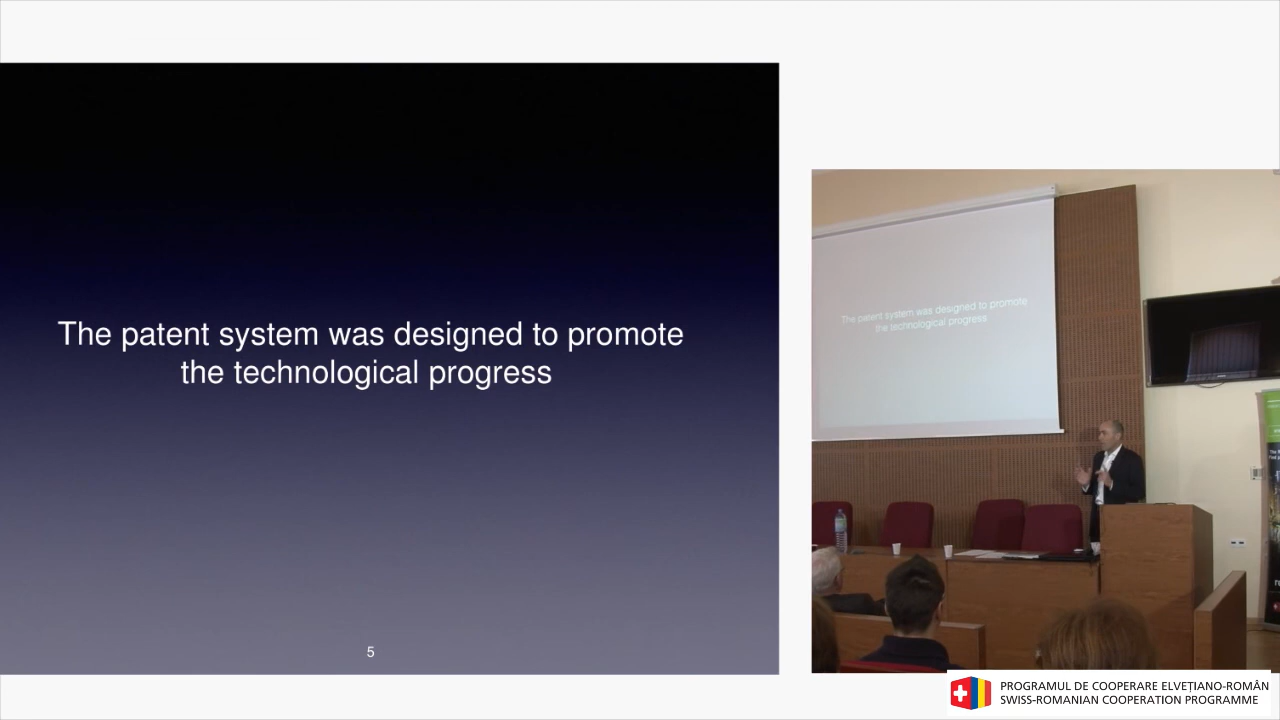 The patent system was designed to promote
the technological progress
5
The patent system was designed to promote
the technological progress
PROGRAMUL DE COOPERARE ELVEȚIANO-ROMÂN
SWISS-ROMANIAN COOPERATION PROGRAMME